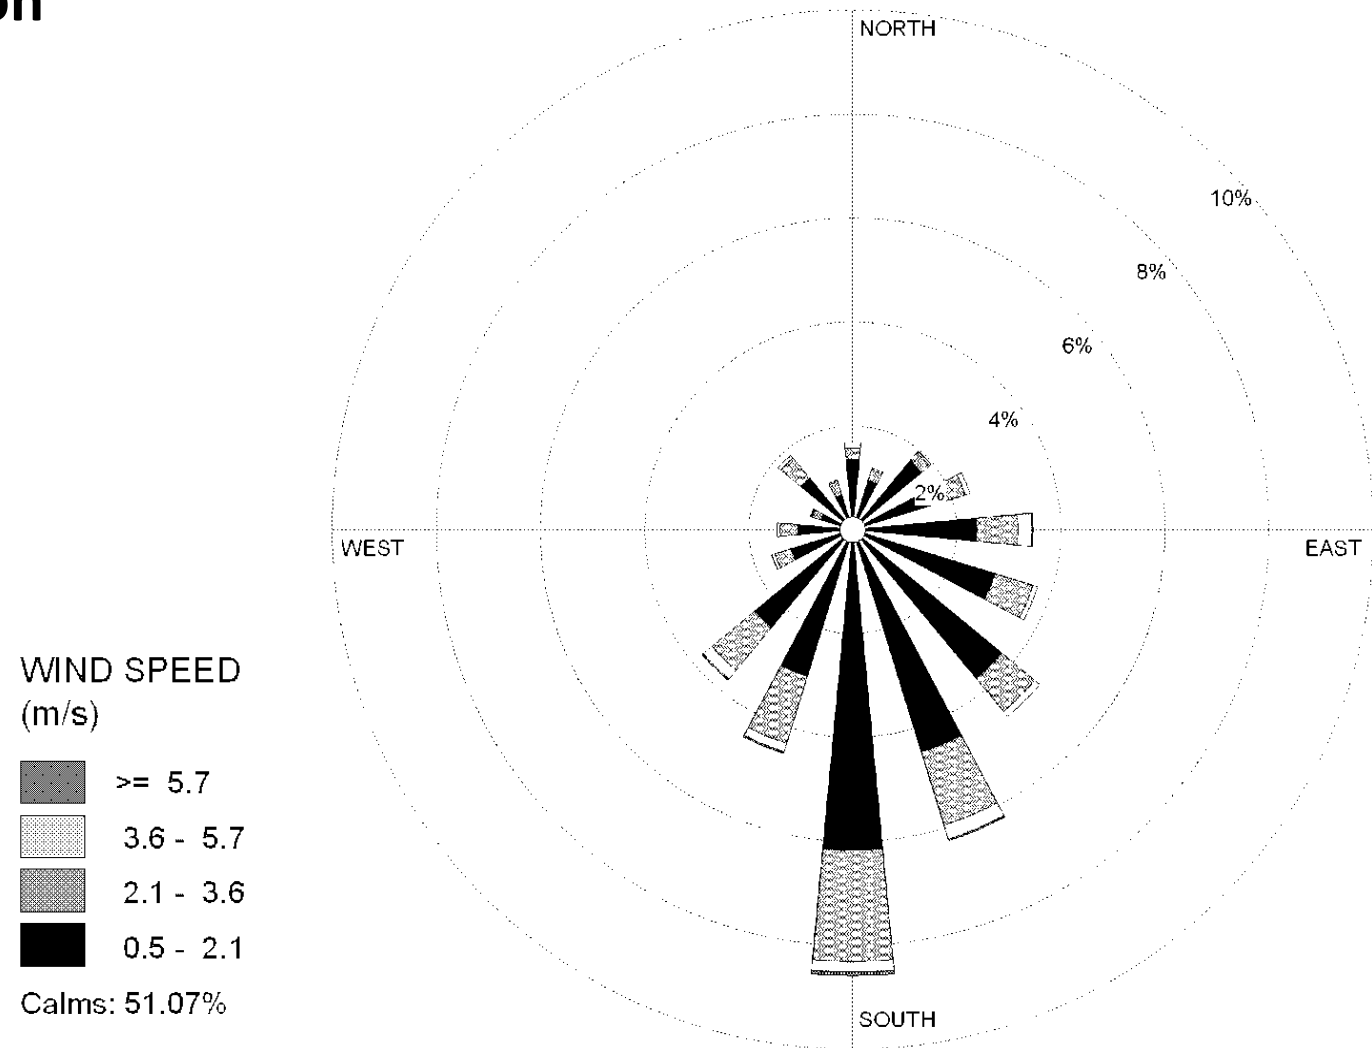 NORTH
10%
8%
6%
4%
2%
WEST
EAST
WIND SPEED
(m/s)
>= 5.7
3.6 - 5.7
2.1 - 3.6
0.5 - 2.1
Calms: 51.07%
SOUTH